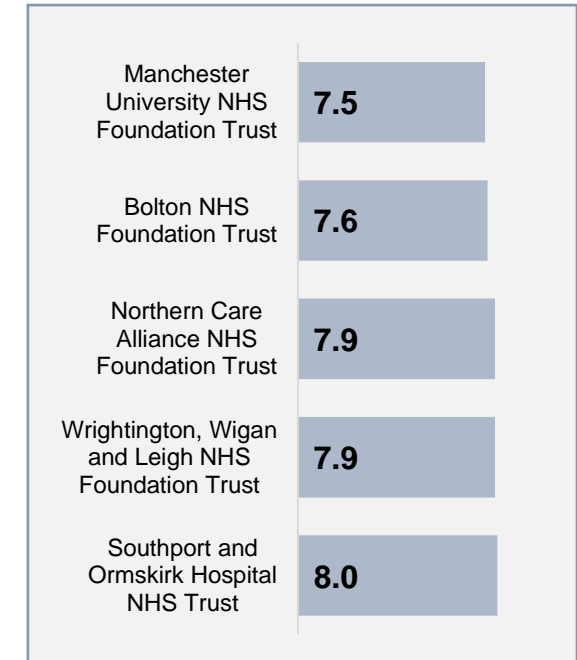 Manchester
University NHS
Foundation Trust
7.5
Bolton NHS
Foundation Trust
7.6
Northern Care
Alliance NHS
Foundation Trust
7.9
Wrightington, Wigan
and Leigh NHS
Foundation Trust
7.9
Southport and
Ormskirk Hospital
NHS Trust
8.0